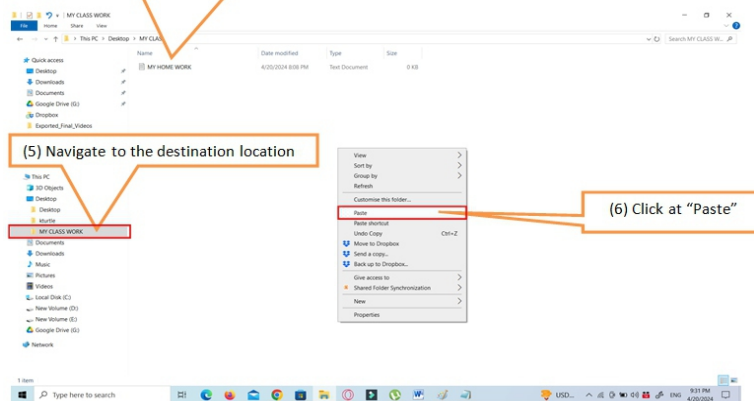 MY CLASS WORK
File Home Share View
This PC > Desktop > MY CLAS
Search MY CLASS W...
Name Date modified Type Size
MY HOME WORK 4/20/2024 8:08 PM Text Document 0 KB
Quick access
Desktop
Downloads
Documents
Google Drive (G:)
Dropbox
Exported_Final_Videos
(5) Navigate to the destination location
This PC
3D Objects
Desktop
Desktop
kturtle
MY CLASS WORK
Documents
Downloads
Music
Pictures
Videos
Local Disk (C:)
New Volume (D:)
New Volume (E:)
Google Drive (G:)
Network
View
Sort by
Group by
Refresh
Customise this folder...
Paste
Paste shortcut
Undo Copy Ctrl+Z
Move to Dropbox
Send a copy...
Back up to Dropbox...
Give access to
Shared Folder Synchronization
New
Properties
(6) Click at “Paste”
1 item
Type here to search
USD...
ENG
9:31 PM
4/20/2024